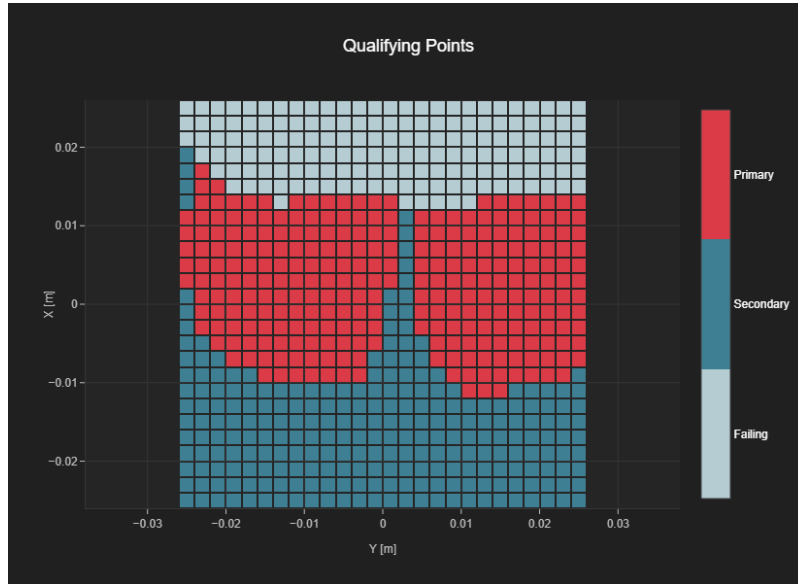 Qualifying Points
0.02
0.01
0
−0.01
−0.02
X [m]
−0.03
−0.02
−0.01
0
0.01
0.02
0.03
Y [m]
Primary
Secondary
Failing